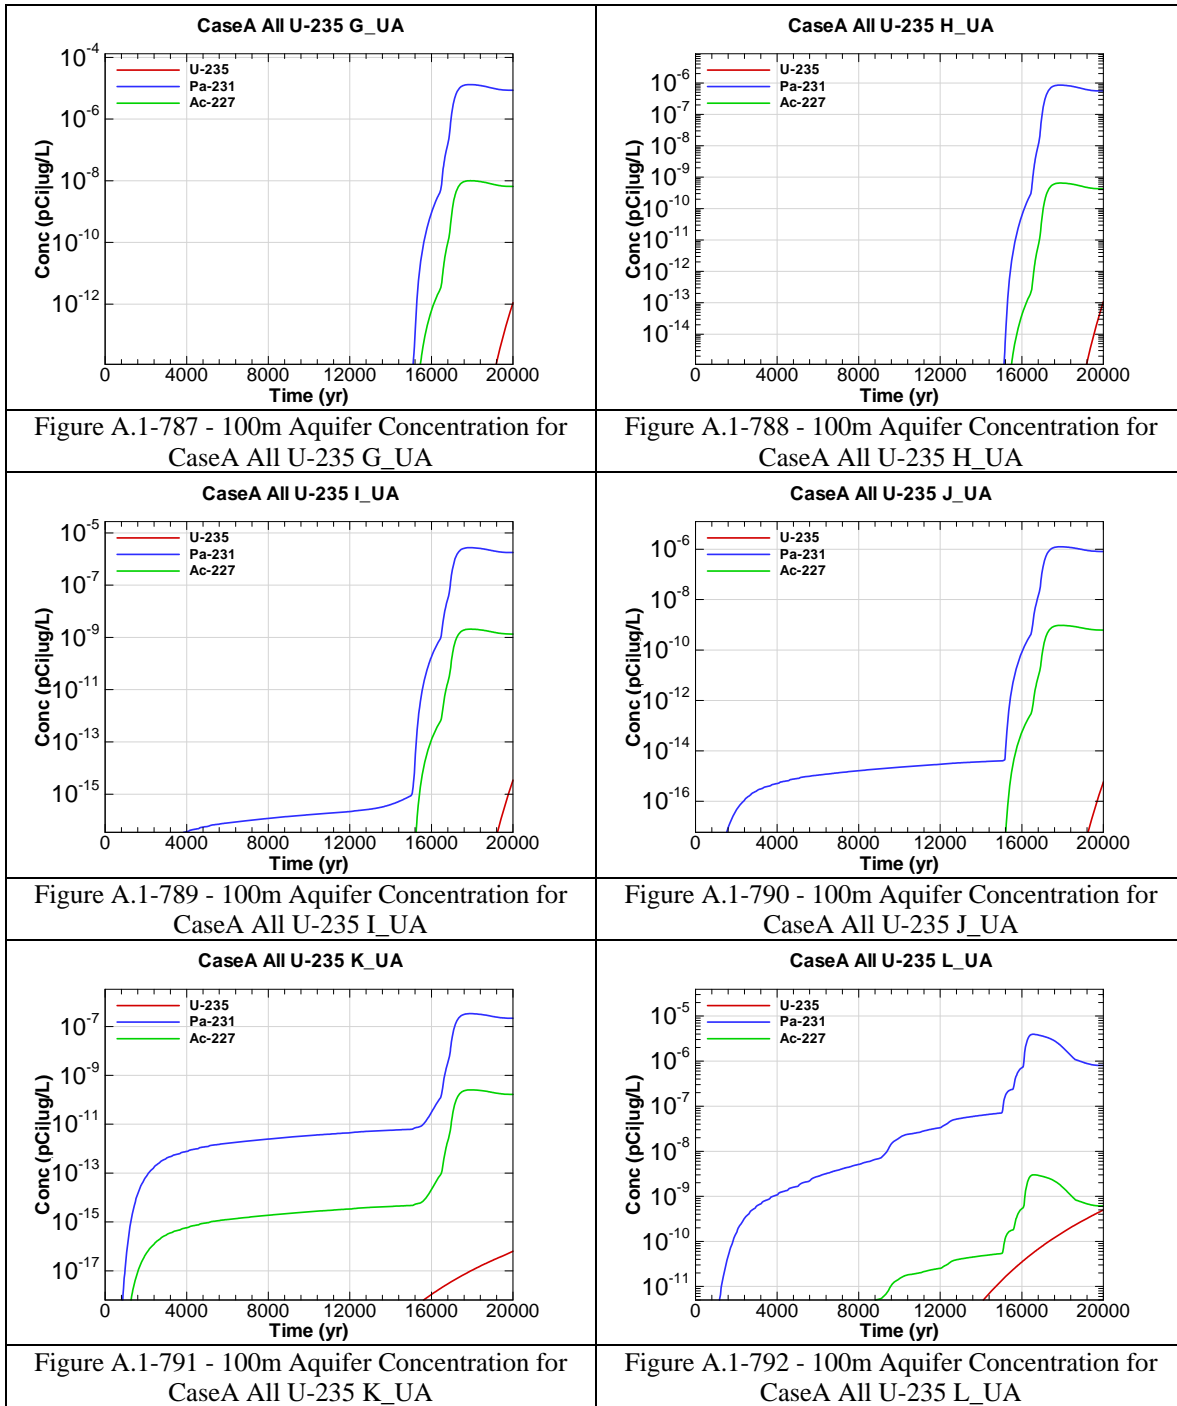 CaseA All U-235 G_UA
U-235
Pa-231
Ac-227
Conc (pCi|ug/L)
10-4
10-6
10-8
10-10
10-12
0 4000 8000 12000 16000 20000
Time (yr)
Figure A.1-787 - 100m Aquifer Concentration for
CaseA All U-235 G_UA
CaseA All U-235 H_UA
U-235
Pa-231
Ac-227
Conc (pCi|ug/L)
10-6
10-7
10-8
10-9
10-10
10-11
10-12
10-13
10-14
0 4000 8000 12000 16000 20000
Time (yr)
Figure A.1-788 - 100m Aquifer Concentration for
CaseA All U-235 H_UA
CaseA All U-235 I_UA
U-235
Pa-231
Ac-227
Conc (pCi|ug/L)
10-5
10-7
10-9
10-11
10-13
10-15
0 4000 8000 12000 16000 20000
Time (yr)
Figure A.1-789 - 100m Aquifer Concentration for
CaseA All U-235 I_UA
CaseA All U-235 J_UA
U-235
Pa-231
Ac-227
Conc (pCi|ug/L)
10-6
10-8
10-10
10-12
10-14
10-16
0 4000 8000 12000 16000 20000
Time (yr)
Figure A.1-790 - 100m Aquifer Concentration for
CaseA All U-235 J_UA
CaseA All U-235 K_UA
U-235
Pa-231
Ac-227
Conc (pCi|ug/L)
10-7
10-9
10-11
10-13
10-15
10-17
0 4000 8000 12000 16000 20000
Time (yr)
Figure A.1-791 - 100m Aquifer Concentration for
CaseA All U-235 K_UA
CaseA All U-235 L_UA
U-235
Pa-231
Ac-227
Conc (pCi|ug/L)
10-5
10-6
10-7
10-8
10-9
10-10
10-11
0 4000 8000 12000 16000 20000
Time (yr)
Figure A.1-792 - 100m Aquifer Concentration for
CaseA All U-235 L_UA